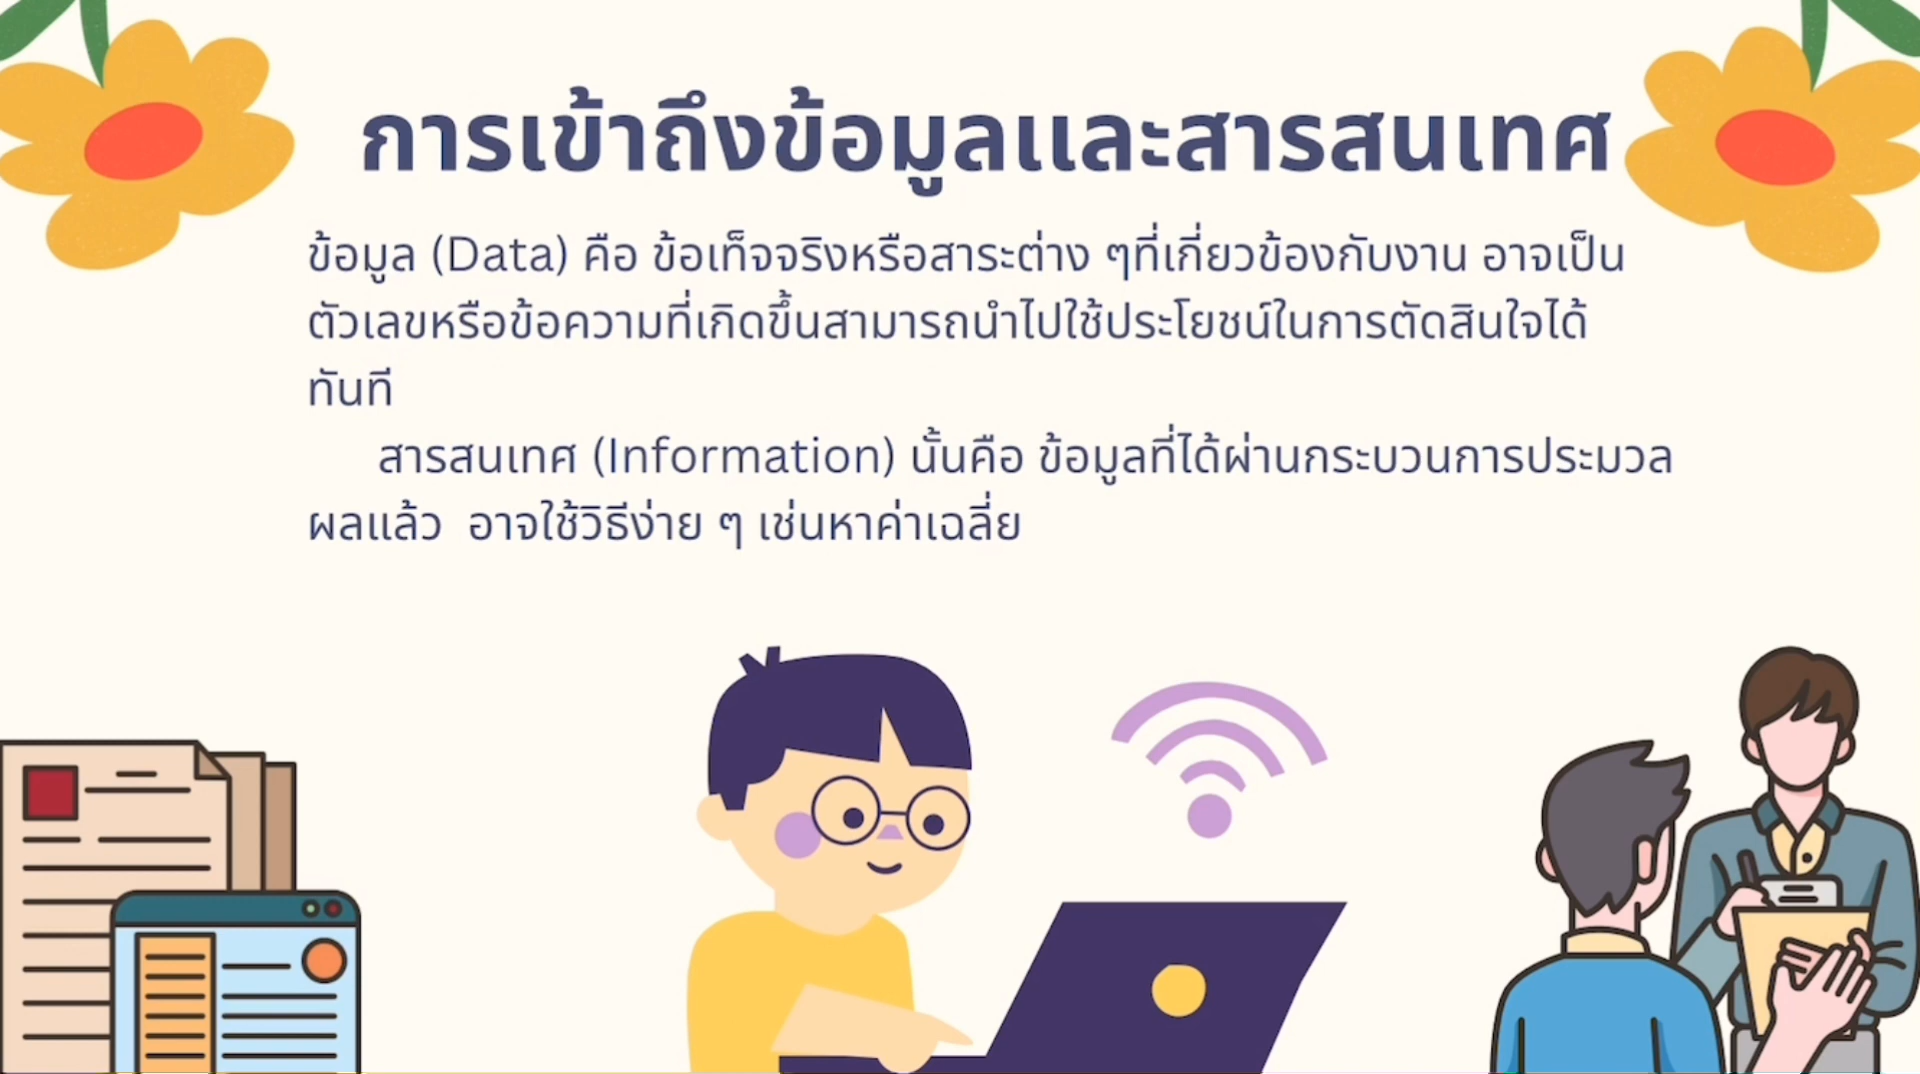 การเข้าถึงข้อมูลและสารสนเทศ
ข้อมูล (Data) คือ ข้อเท็จจริงหรือสาระต่าง ๆที่เกี่ยวข้องกับงาน อาจเป็น
ตัวเลขหรือข้อความที่เกิดขึ้นสามารถนำไปใช้ประโยชน์ในการตัดสินใจได้
ทันที
สารสนเทศ (Information) นั้นคือ ข้อมูลที่ได้ผ่านกระบวนการประมวล
ผลแล้ว  อาจใช้วิธีง่าย ๆ เช่นหาค่าเฉลี่ย